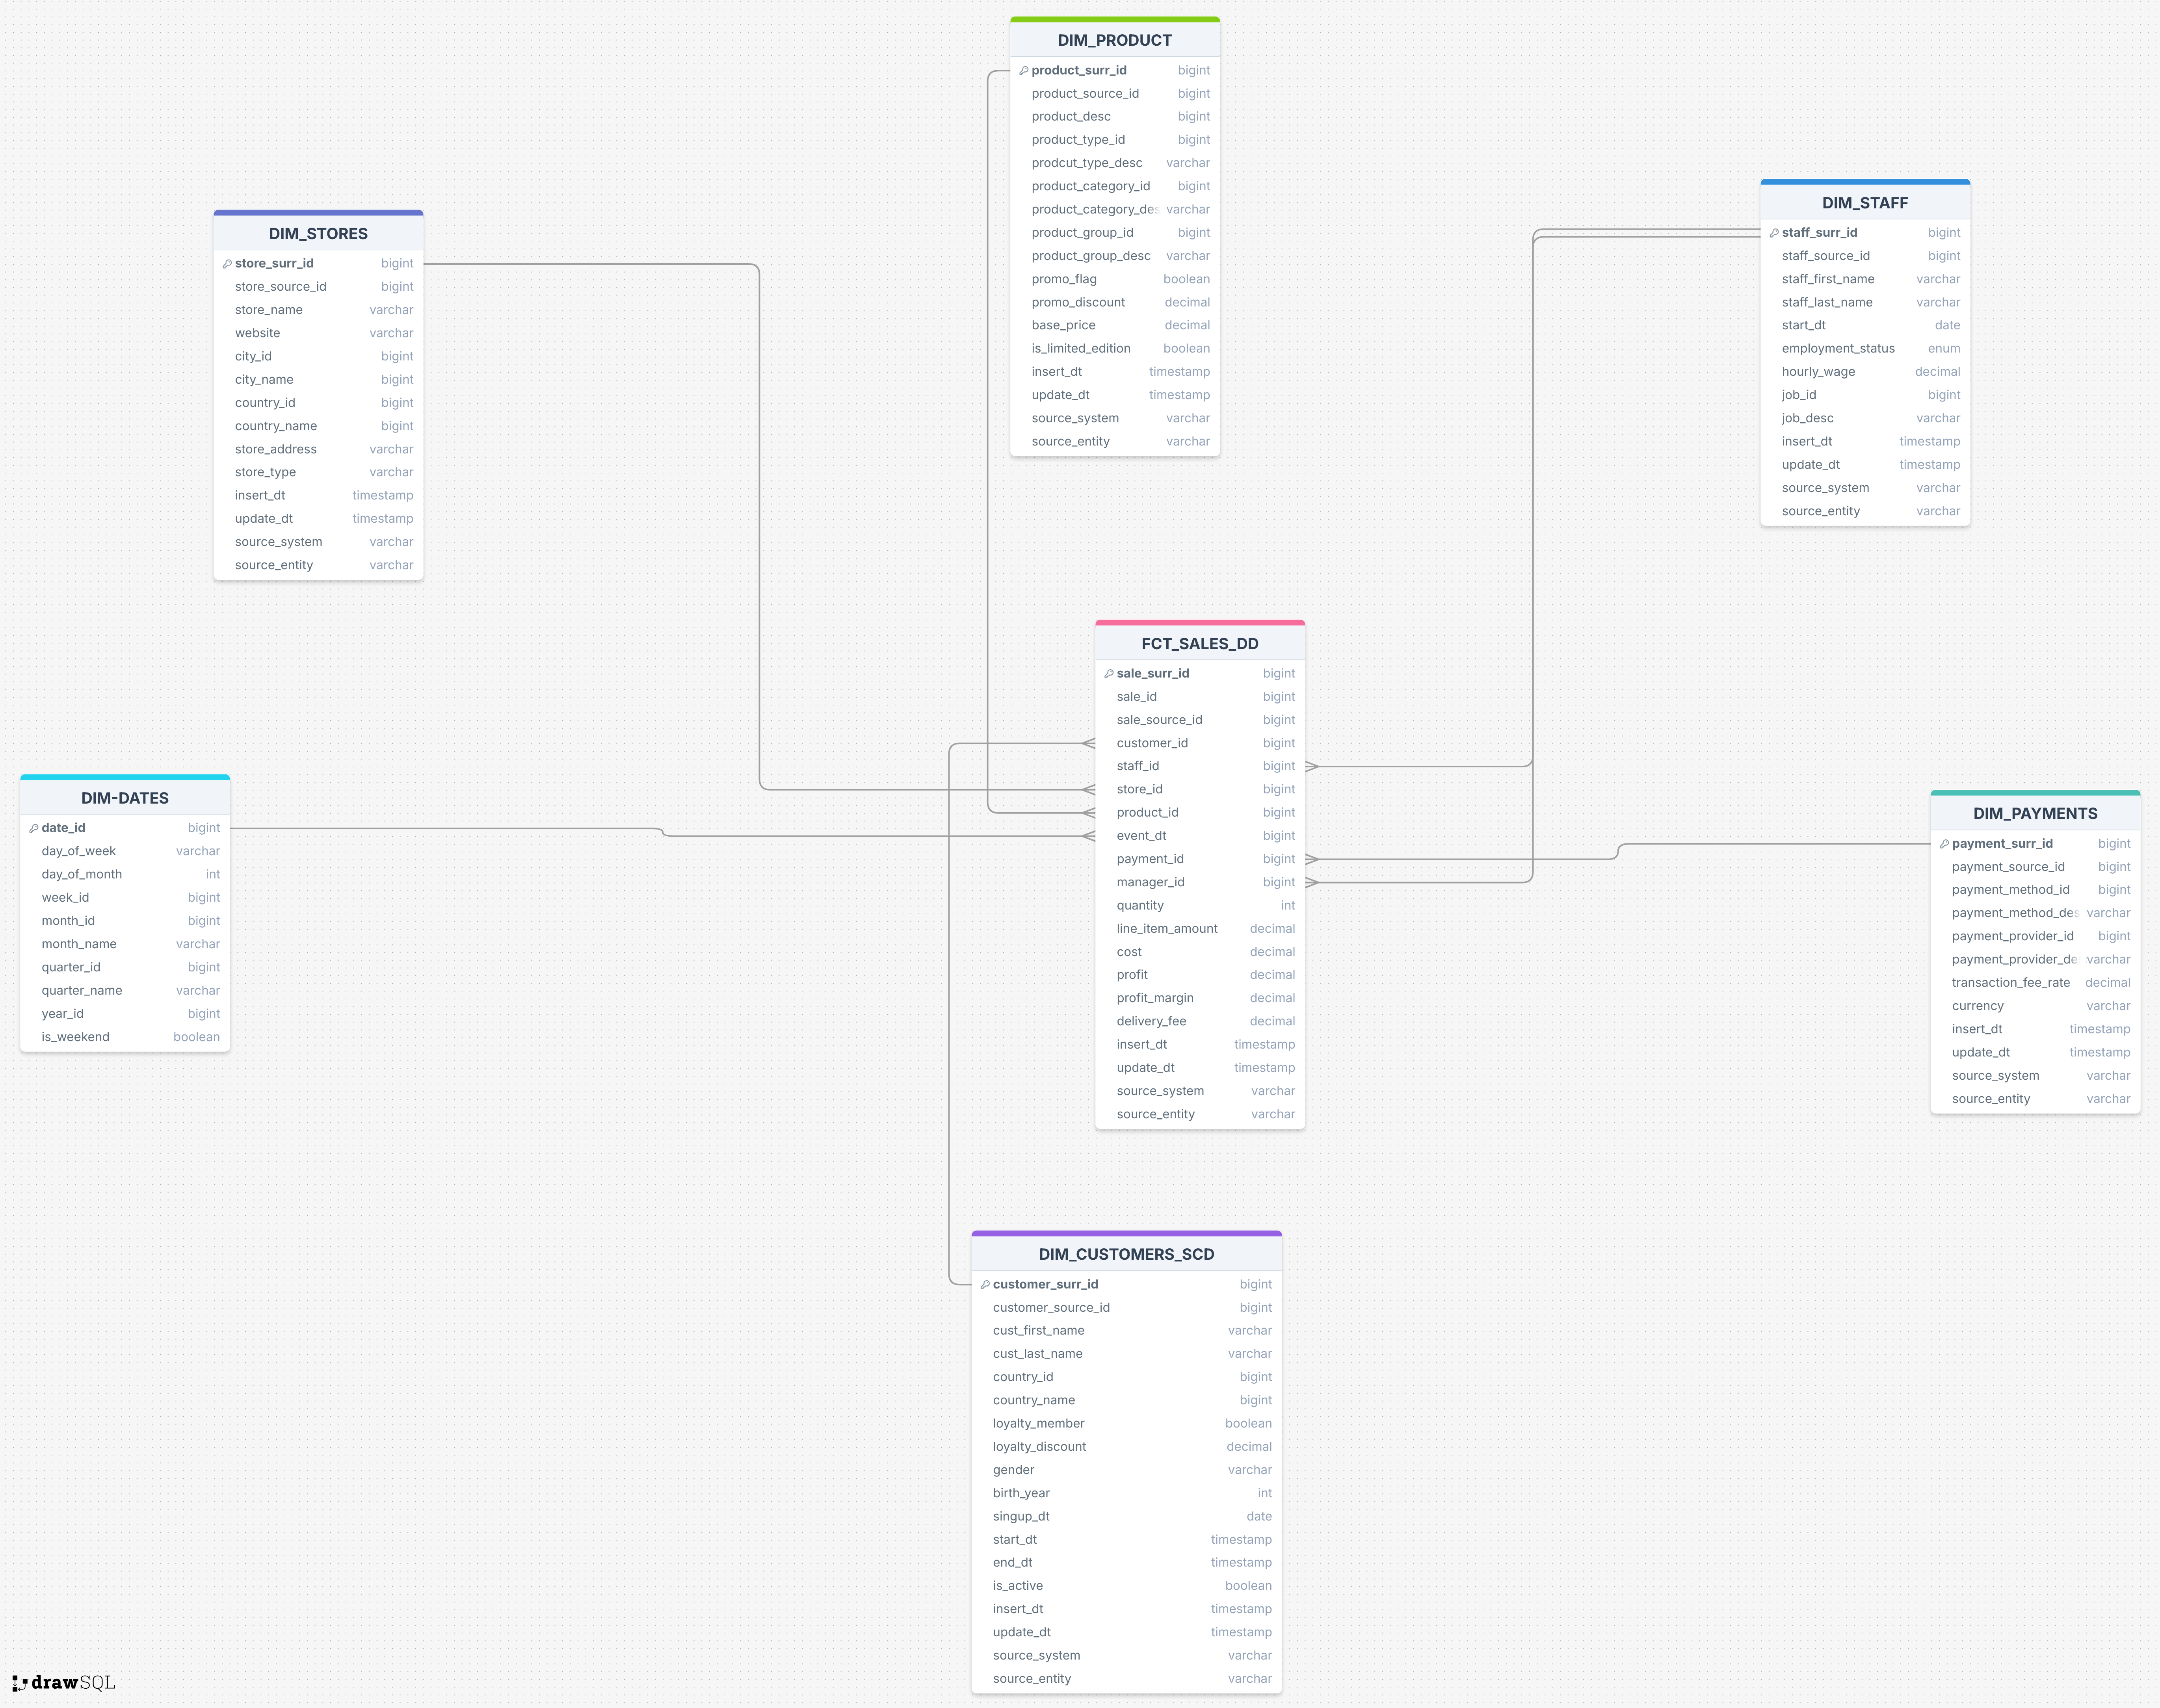 DIM_PRODUCT
product_surr_id bigint
product_source_id bigint
product_desc bigint
product_type_id bigint
prodcut_type_desc varchar
product_category_id bigint
product_category_des varchar
product_group_id bigint
product_group_desc varchar
promo_flag boolean
promo_discount decimal
base_price decimal
is_limited_edition boolean
insert_dt timestamp
update_dt timestamp
source_system varchar
source_entity varchar
DIM_STAFF
staff_surr_id bigint
staff_source_id bigint
staff_first_name varchar
staff_last_name varchar
start_dt date
employment_status enum
hourly_wage decimal
job_id bigint
job_desc varchar
insert_dt timestamp
update_dt timestamp
source_system varchar
source_entity varchar
DIM_STORES
store_surr_id bigint
store_source_id bigint
store_name varchar
website varchar
city_id bigint
city_name bigint
country_id bigint
country_name bigint
store_address varchar
store_type varchar
insert_dt timestamp
update_dt timestamp
source_system varchar
source_entity varchar
FCT_SALES_DD
sale_surr_id bigint
sale_id bigint
sale_source_id bigint
customer_id bigint
staff_id bigint
store_id bigint
product_id bigint
event_dt bigint
payment_id bigint
manager_id bigint
quantity int
line_item_amount decimal
cost decimal
profit decimal
profit_margin decimal
delivery_fee decimal
insert_dt timestamp
update_dt timestamp
source_system varchar
source_entity varchar
DIM-DATES
date_id bigint
day_of_week varchar
day_of_month int
week_id bigint
month_id bigint
month_name varchar
quarter_id bigint
quarter_name varchar
year_id bigint
is_weekend boolean
DIM_PAYMENTS
payment_surr_id bigint
payment_source_id bigint
payment_method_id bigint
payment_method_des varchar
payment_provider_id bigint
payment_provider_de varchar
transaction_fee_rate decimal
currency varchar
insert_dt timestamp
update_dt timestamp
source_system varchar
source_entity varchar
DIM_CUSTOMERS_SCD
customer_surr_id bigint
customer_source_id bigint
cust_first_name varchar
cust_last_name varchar
country_id bigint
country_name bigint
loyalty_member boolean
loyalty_discount decimal
gender varchar
birth_year int
singup_dt date
start_dt timestamp
end_dt timestamp
is_active boolean
insert_dt timestamp
update_dt timestamp
source_system varchar
source_entity varchar
drawSQL